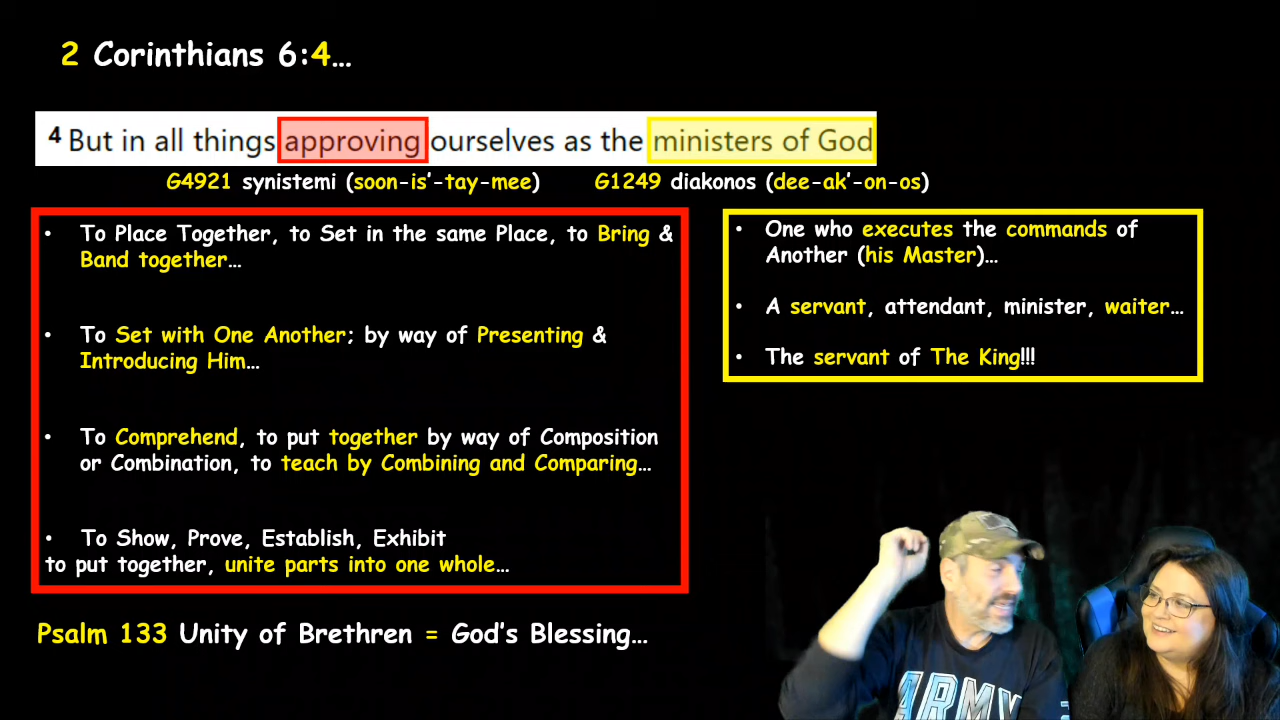 2 Corinthians 6:4…
4 But in all things approving ourselves as the ministers of God
G4921 synistemi (soon-is’-tay-mee) G1249 diakonos (dee-ak’-on-os)
• To Place Together, to Set in the same Place, to Bring &
Band together…
• To Set with One Another; by way of Presenting &
Introducing Him…
• To Comprehend, to put together by way of Composition
or Combination, to teach by Combining and Comparing…
• To Show, Prove, Establish, Exhibit
to put together, unite parts into one whole…
• One who executes the commands of
Another (his Master)…
• A servant, attendant, minister, waiter…
• The servant of The King!!!
Psalm 133 Unity of Brethren = God’s Blessing…
ARMY